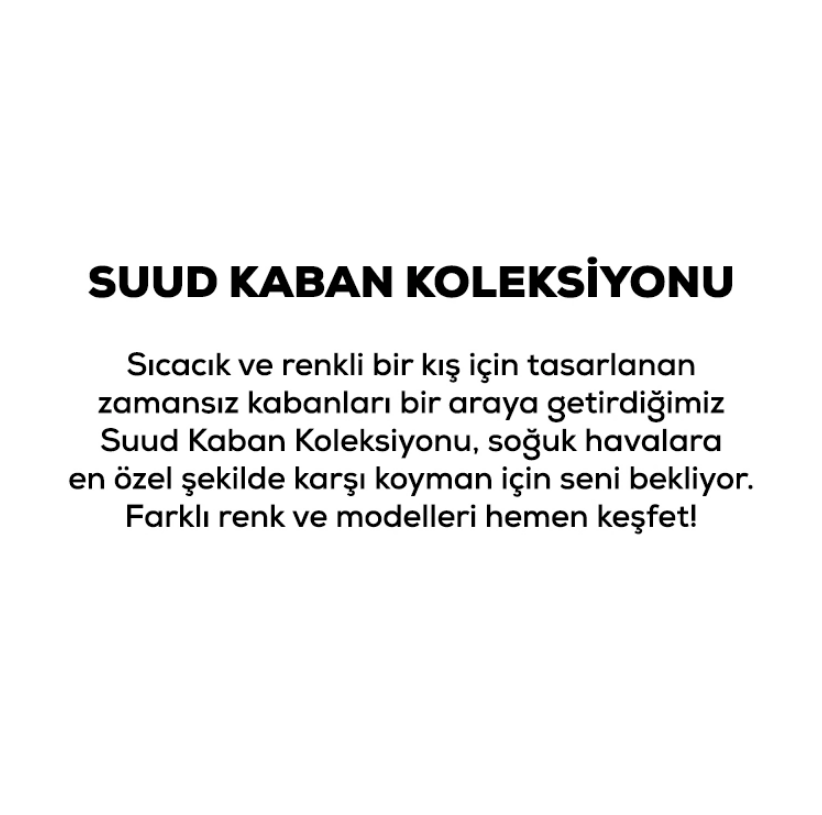 SUUD KABAN KOLEKSİYONU
Sıcacık ve renkli bir kış için tasarlanan
zamansız kabanları bir araya getirdiğimiz
Suud Kaban Koleksiyonu, soğuk havalara
en özel şekilde karşı koyman için seni bekliyor.
Farklı renk ve modelleri hemen keşfet!